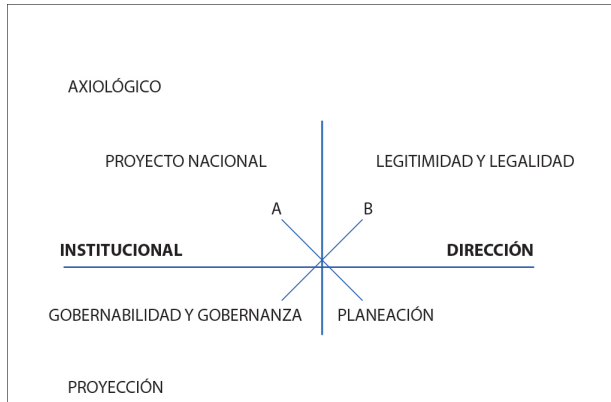 AXIOLÓGICO
PROYECTO NACIONAL
LEGITIMIDAD Y LEGALIDAD
A
B
INSTITUCIONAL
DIRECCIÓN
GOBERNABILIDAD Y GOBERNANZA
PLANEACIÓN
PROYECCIÓN